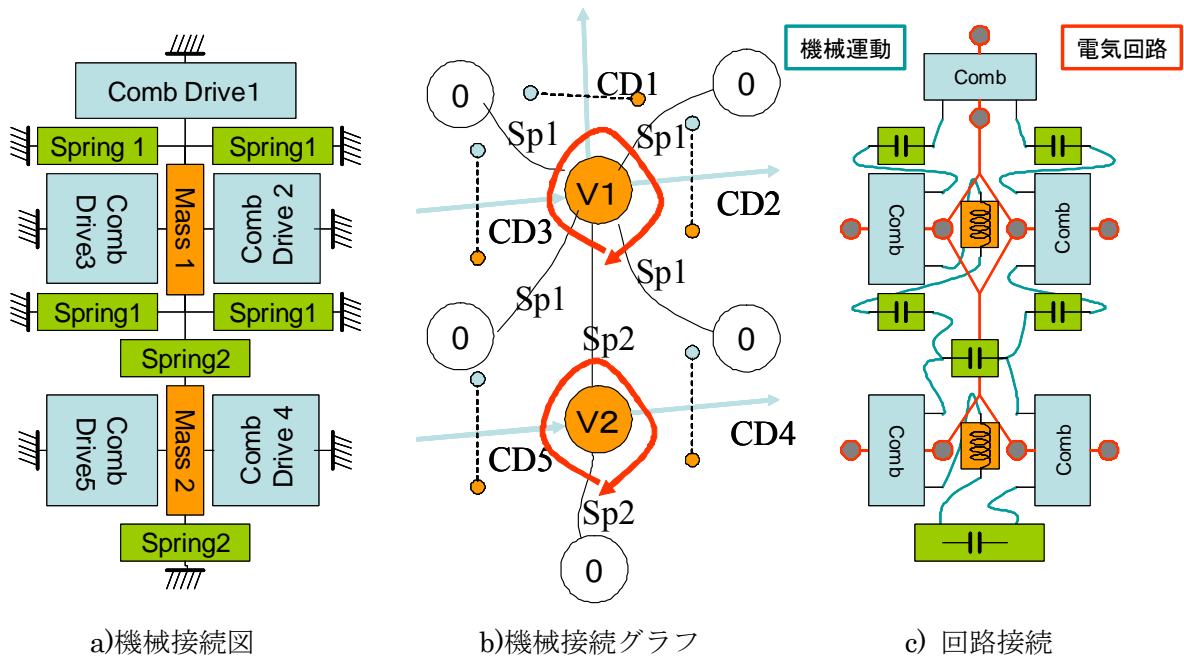 Comb Drive1
Spring 1
Spring1
Comb
Drive3
Mass 1
Comb
Drive 2
Spring1
Spring1
Spring2
Comb
Drive5
Mass 2
Comb
Drive 4
Spring2
a)機械接続図
0
CD1
0
Sp1
Sp1
V1
CD3
CD2
Sp1
Sp1
0
0
Sp2
V2
CD5
CD4
Sp2
0
b)機械接続グラフ
機械運動
電気回路
Comb
Comb
Comb
Comb
Comb
c) 回路接続